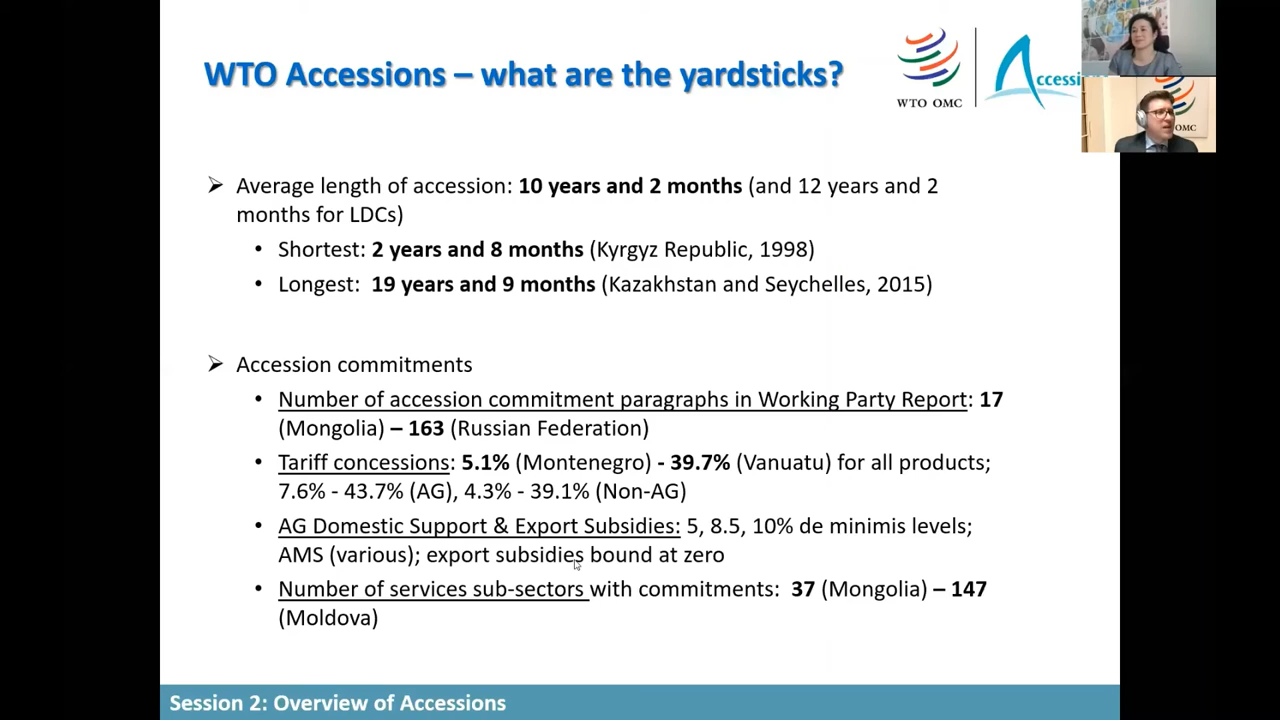 WTO Accessions – what are the yardsticks?
WTO OMC
Accessi
OMC
➢ Average length of accession: 10 years and 2 months (and 12 years and 2
months for LDCs)
• Shortest: 2 years and 8 months (Kyrgyz Republic, 1998)
• Longest: 19 years and 9 months (Kazakhstan and Seychelles, 2015)
➢ Accession commitments
• Number of accession commitment paragraphs in Working Party Report: 17
(Mongolia) – 163 (Russian Federation)
• Tariff concessions: 5.1% (Montenegro) - 39.7% (Vanuatu) for all products;
7.6% - 43.7% (AG), 4.3% - 39.1% (Non-AG)
• AG Domestic Support & Export Subsidies: 5, 8.5, 10% de minimis levels;
AMS (various); export subsidies bound at zero
• Number of services sub-sectors with commitments: 37 (Mongolia) – 147
(Moldova)
Session 2: Overview of Accessions